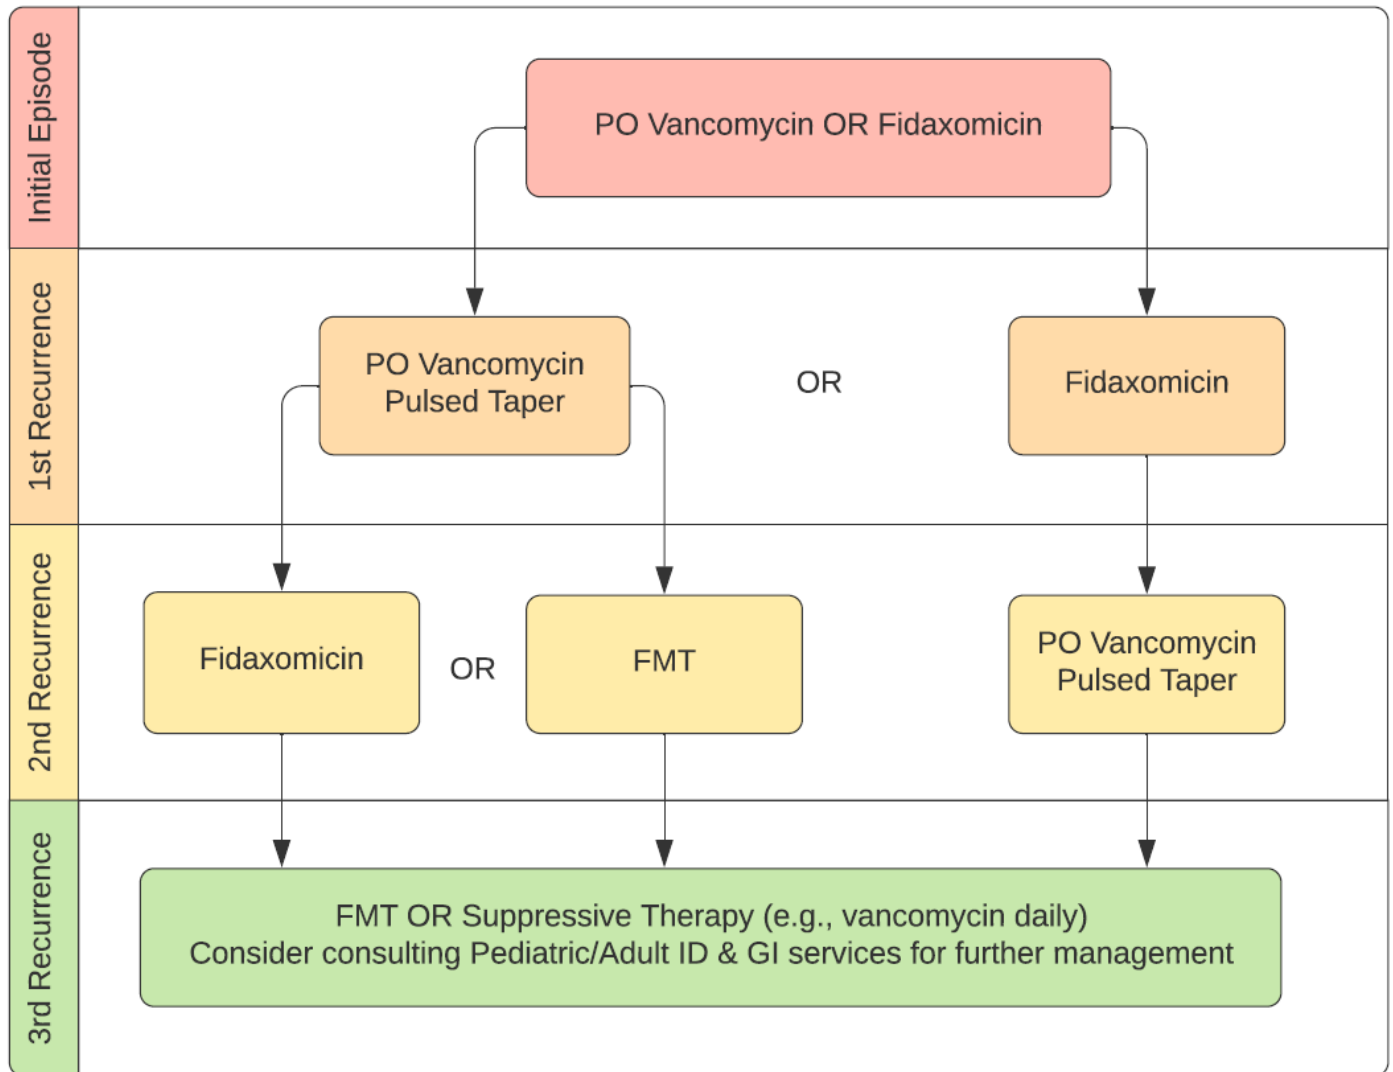 Initial Episode
PO Vancomycin OR Fidaxomicin
1st Recurrence
PO Vancomycin
Pulsed Taper
OR
Fidaxomicin
2nd Recurrence
Fidaxomicin
OR
FMT
PO Vancomycin
Pulsed Taper
3rd Recurrence
FMT OR Suppressive Therapy (e.g., vancomycin daily)
Consider consulting Pediatric/Adult ID & GI services for further management